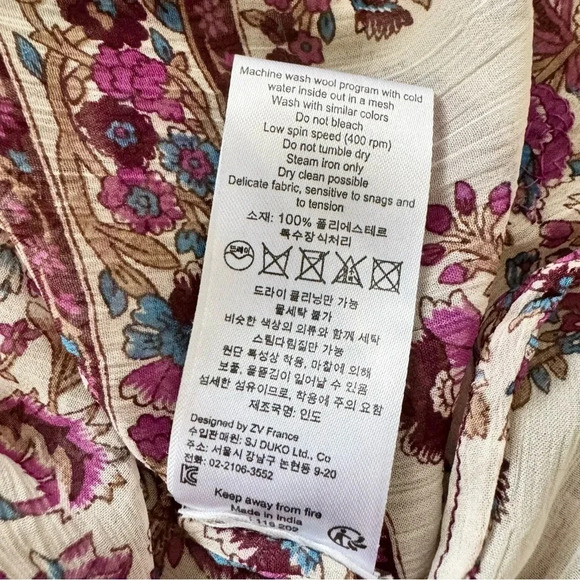 Machine wash wool program with cold
water inside out in a mesh
Wash with similar colors
Do not bleach
Low spin speed (400 rpm)
Do not tumble dry
Steam iron only
Dry clean possible
Delicate fabric, sensitive to snags and
to tension
소재: 100% 폴리에스테르
특수장식처리
드라이
드라이 클리닝만 가능
물세탁 불가
비슷한 색상의 의류와 함께 세탁
스팀다림질만 가능
원단 특성상 착용, 마찰에 의해
보풀, 올뜯김이 일어날 수 있음
섬세한 섬유이므로, 착용에 주의 요함
제조국명: 인도
Designed by ZV France
수입판매원: SJ DUKO Ltd., Co
주소: 서울시 강남구 논현동 9-20
전화: 02-2106-3552
Keep away from fire
Made in India
119 202